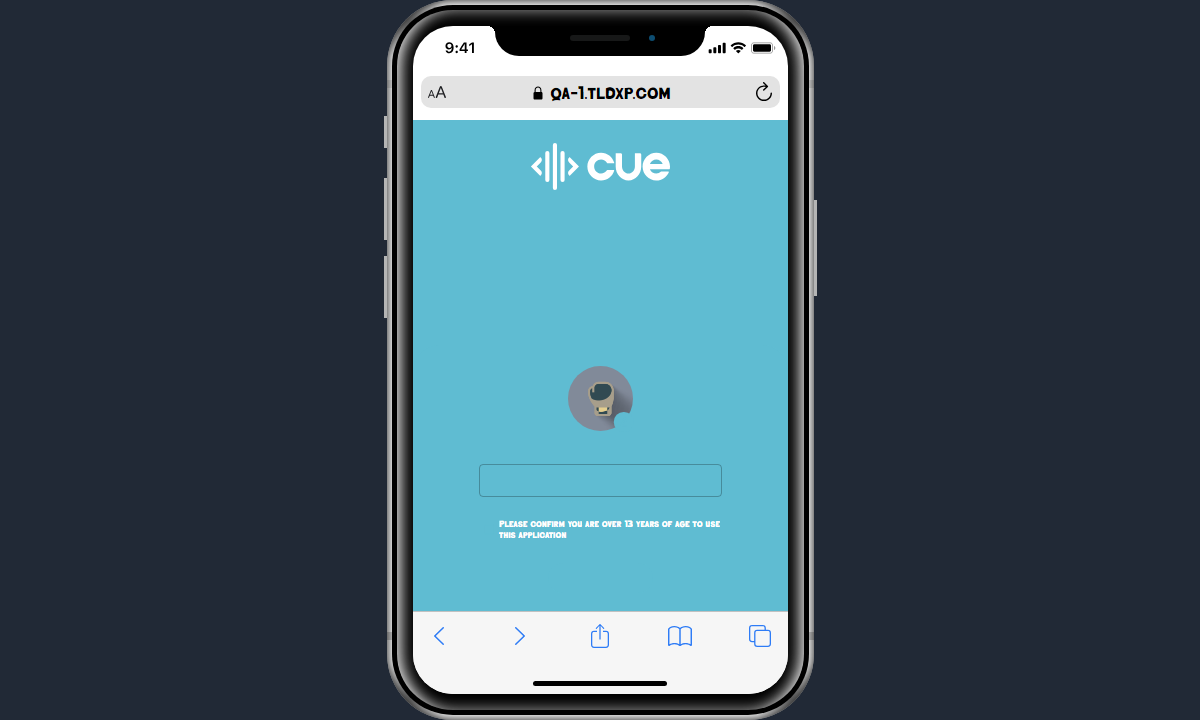 9:41
AA
QA-1.TLDXP.COM
cue
Please confirm you are over 13 years of age to use
this application